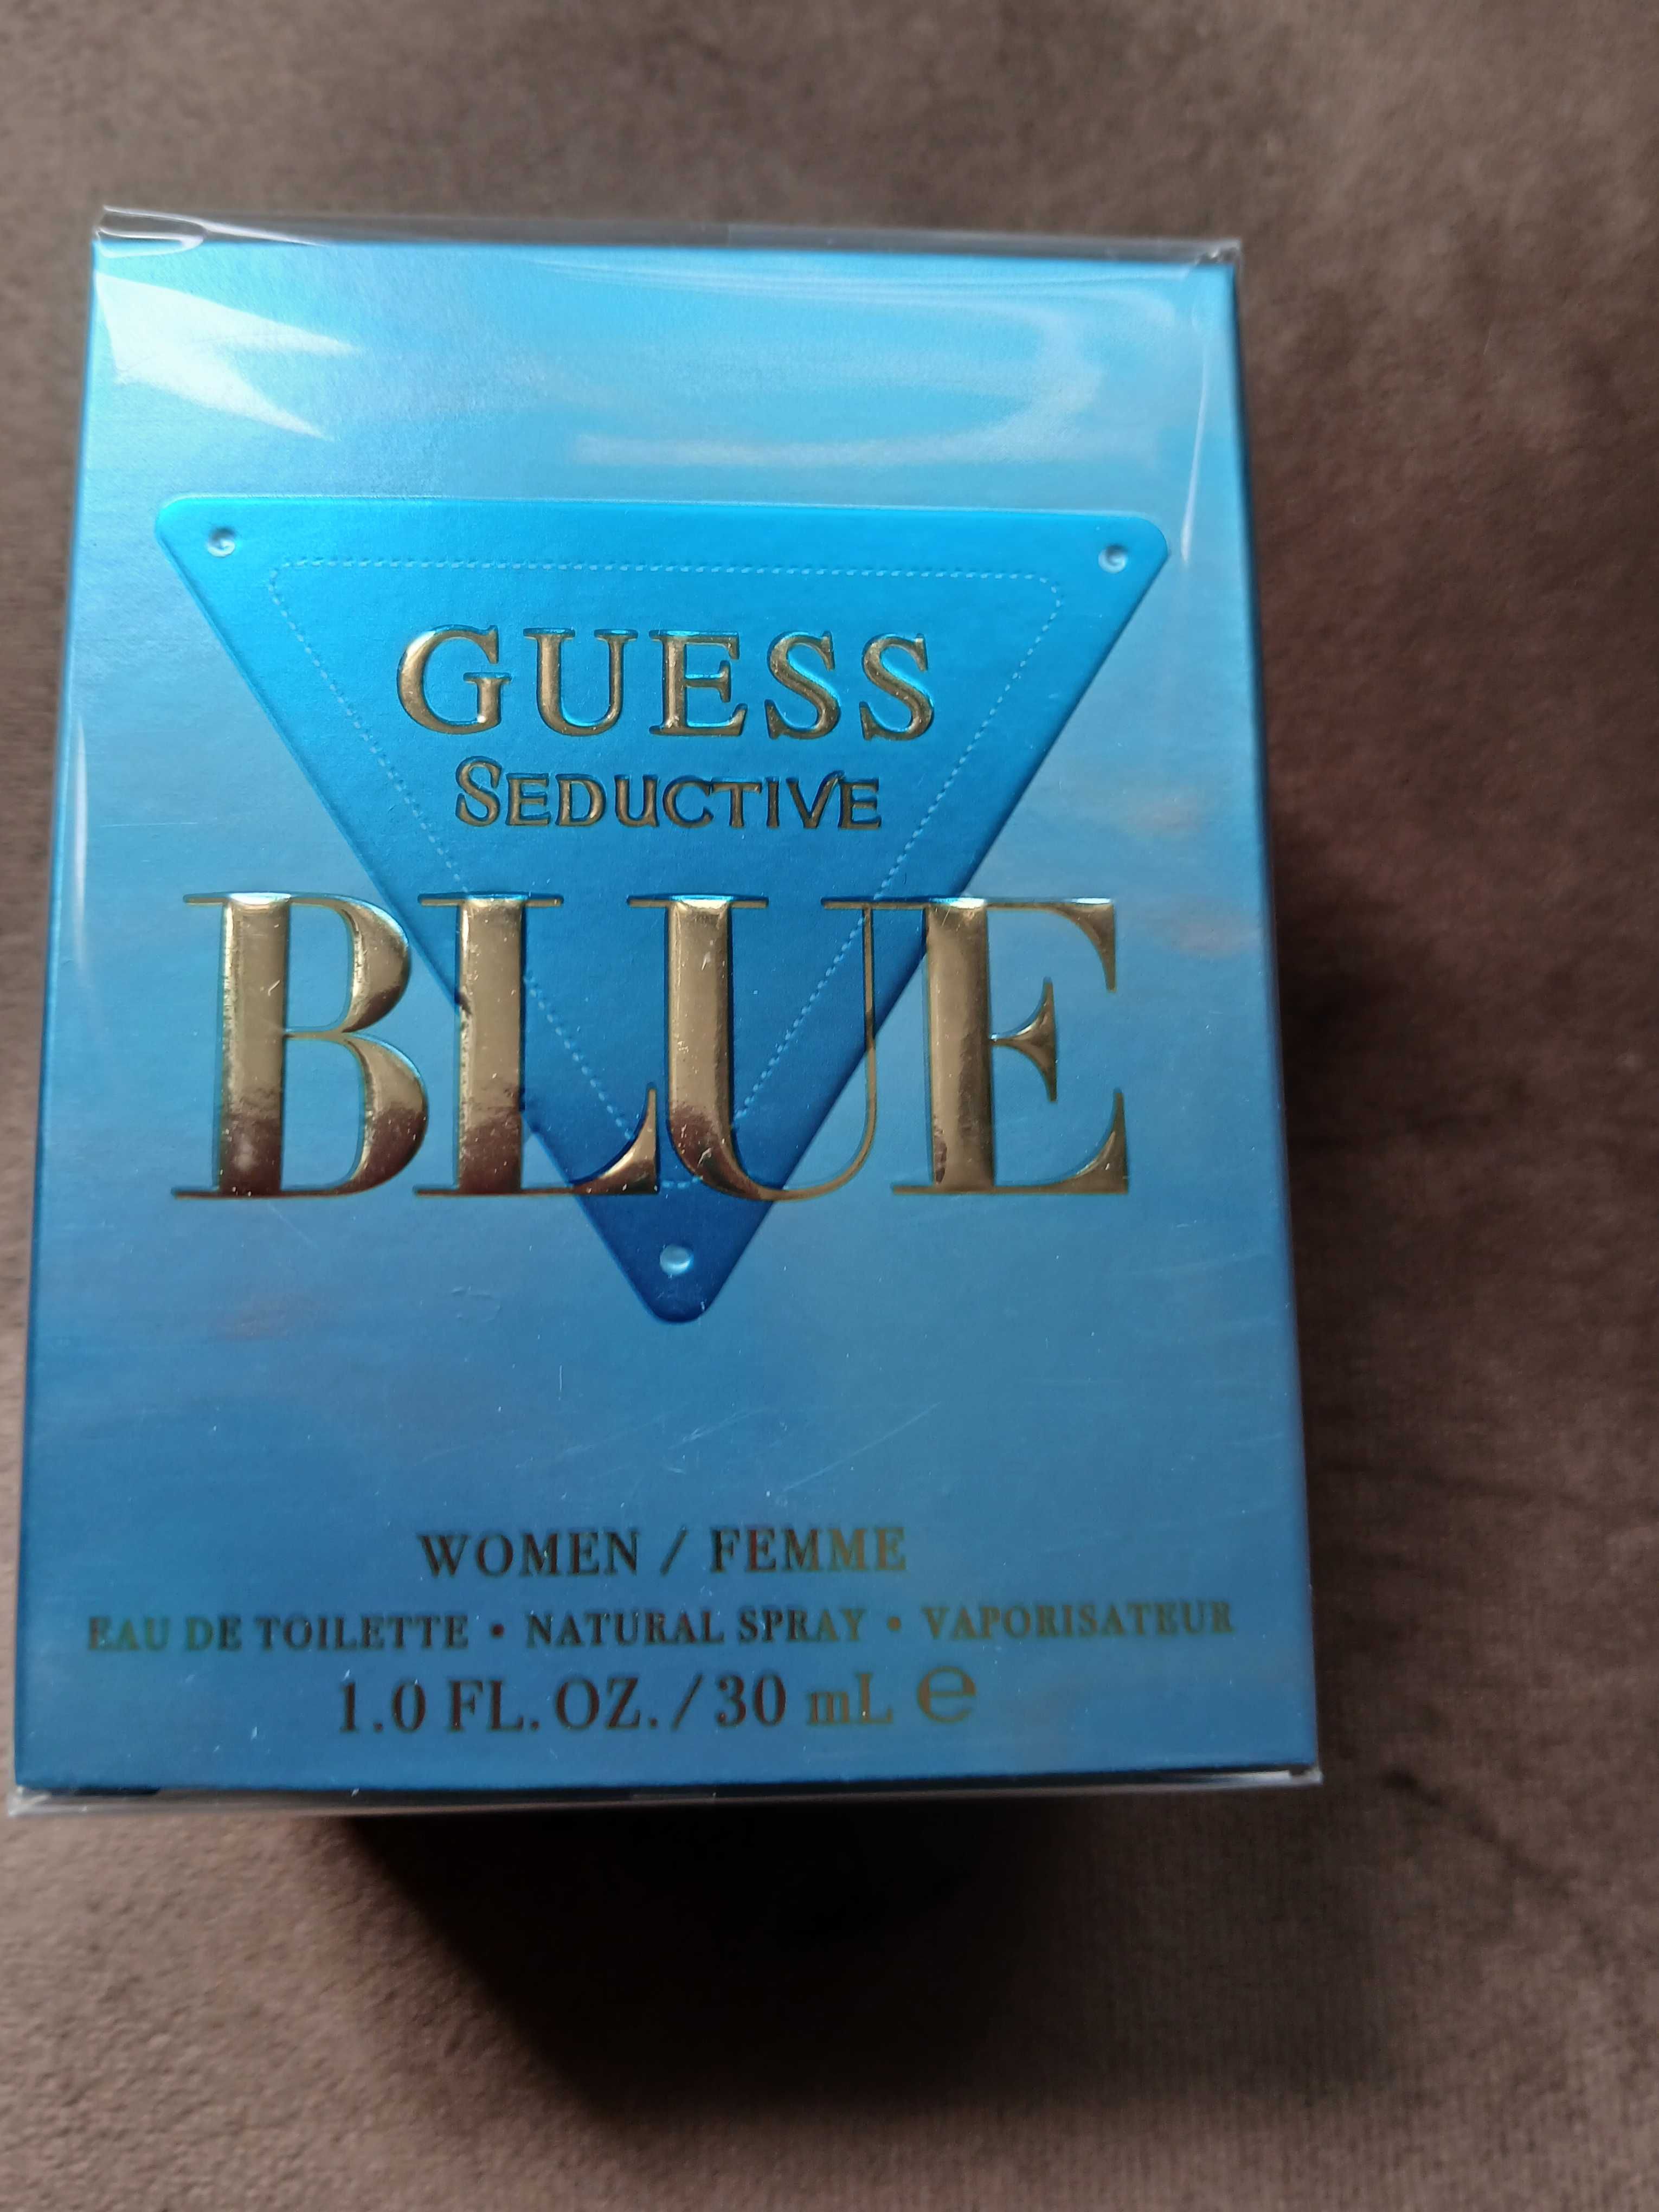 GUESS
SEDUCTIVE
BLUE
WOMEN / FEMME
EAU DE TOILETTE • NATURAL SPRAY • VAPORISATEUR
1.0 FL. OZ. / 30 mL ℮